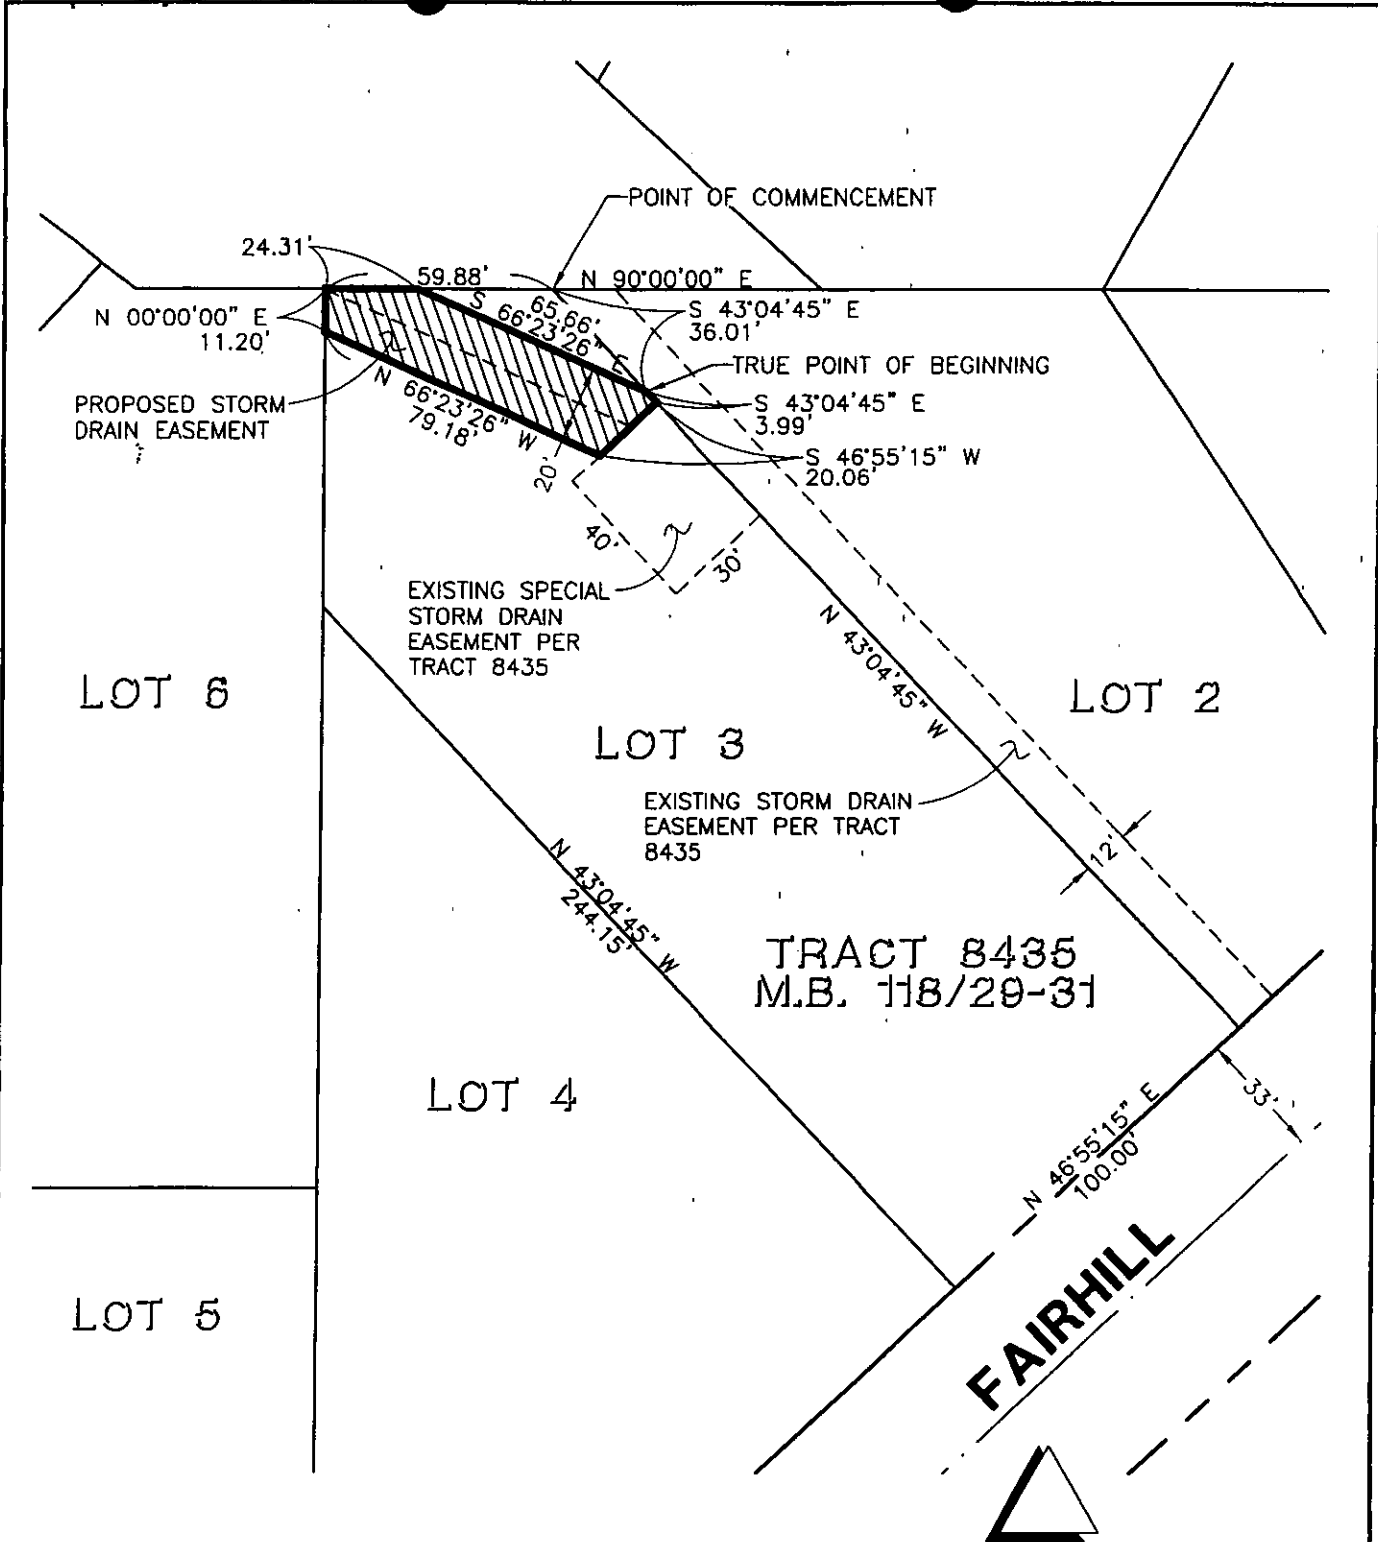 POINT OF COMMENCEMENT
24.31'
59.88'
N 90°00'00" E
65.66'
S 66°23'26" E
S 43°04'45" E
36.01'
N 00°00'00" E
11.20'
TRUE POINT OF BEGINNING
PROPOSED STORM
DRAIN EASEMENT
N 66°23'26" W
79.18'
S 43°04'45" E
3.99'
S 46°55'15" W
20.06'
20'
40'
30'
EXISTING SPECIAL
STORM DRAIN
EASEMENT PER
TRACT 8435
N 43°04'45" W
LOT 6
LOT 2
LOT 3
EXISTING STORM DRAIN
EASEMENT PER TRACT
8435
12'
N 43°04'45" W
244.15'
TRACT 8435
M.B. 118/29-31
LOT 4
33'
N 46°55'15" E
100.00'
FAIRHILL
LOT 5